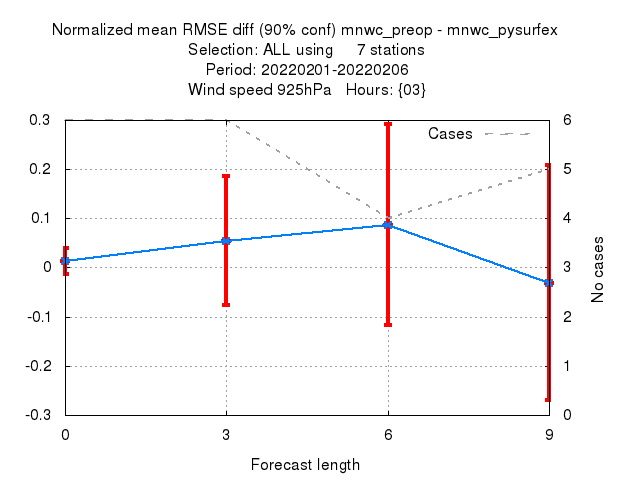 Normalized mean RMSE diff (90% conf) mnwc_preop - mnwc_pysurfex
Selection: ALL using     7 stations
Period: 20220201-20220206
Wind speed 925hPa   Hours: {03}
Cases
0.3
0.2
0.1
0
-0.1
-0.2
-0.3
6
5
4
3
2
1
0
No cases
0 3 6 9
Forecast length